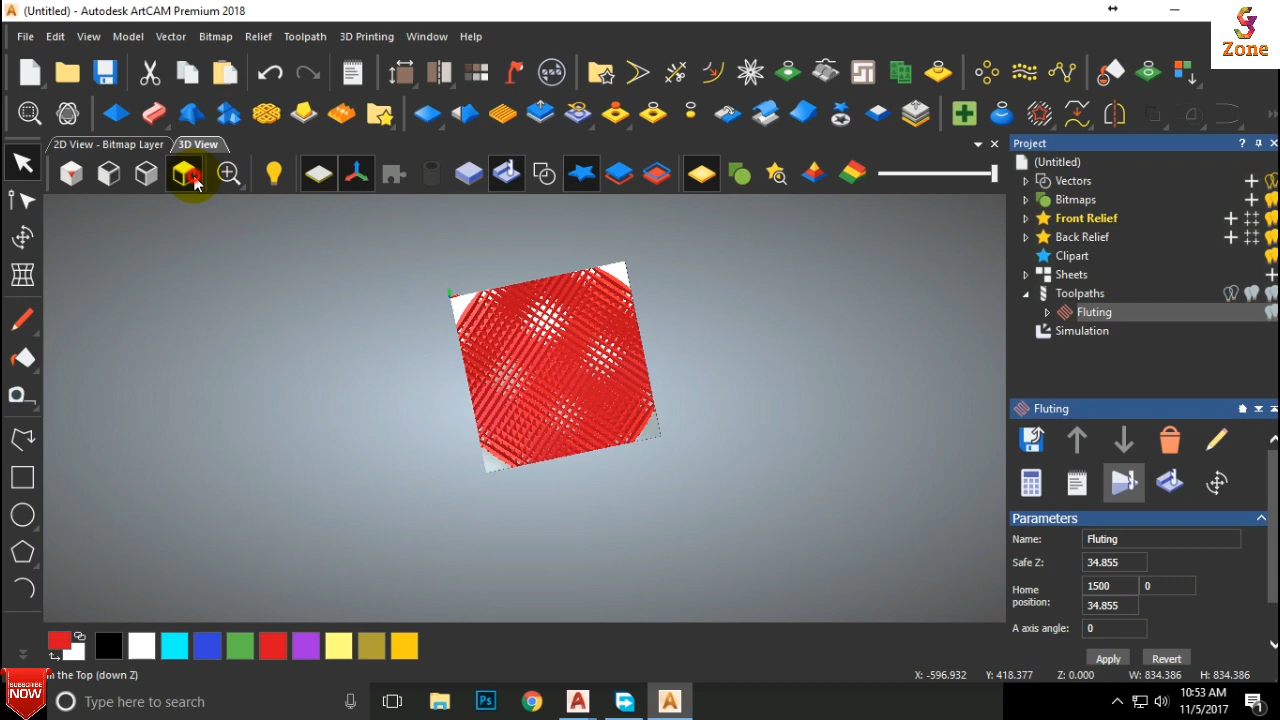 (Untitled) - Autodesk ArtCAM Premium 2018
Zone
File Edit View Model Vector Bitmap Relief Toolpath 3D Printing Window Help
2D View - Bitmap Layer 3D View
Project
(Untitled)
Vectors
Bitmaps
Front Relief
Back Relief
Clipart
Sheets
Toolpaths
Fluting
Simulation
Fluting
Parameters
Name: Fluting
Safe Z: 34.855
Home position: 1500 0
34.855
A axis angle: 0
Apply Revert
m the Top (down Z)
X: -596.932 Y: 418.377 Z: 0.000 W: 834.386 H: 834.386
SUBSCRIBE
NOW
Type here to search
Ps
10:53 AM
11/5/2017